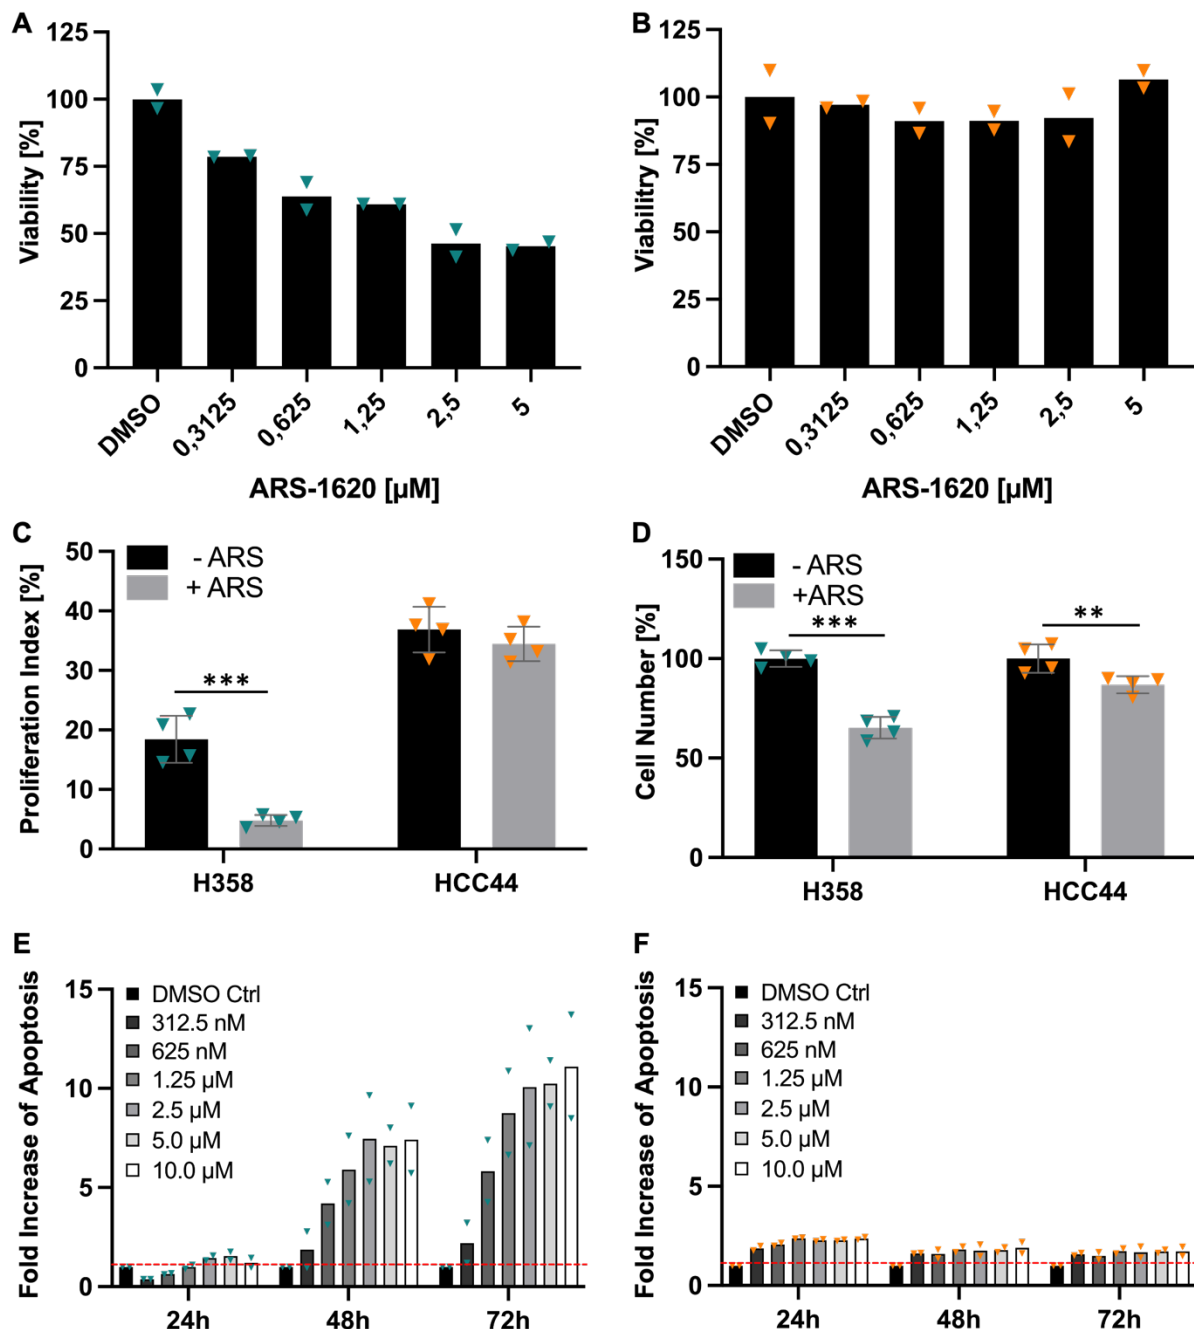 A
Viability [%]
125
100
75
50
25
0
DMSO
0,3125
0,625
1,25
2,5
5
ARS-1620 [µM]
B
Viabilitry [%]
125
100
75
50
25
0
DMSO
0,3125
0,625
1,25
2,5
5
ARS-1620 [µM]
C
Proliferation Index [%]
50
40
30
20
10
0
- ARS
+ ARS
***
H358
HCC44
D
Cell Number [%]
150
100
50
0
- ARS
+ARS
***
**
H358
HCC44
E
Fold Increase of Apoptosis
15
10
5
0
DMSO Ctrl
312.5 nM
625 nM
1.25 µM
2.5 µM
5.0 µM
10.0 µM
24h
48h
72h
F
Fold Increase of Apoptosis
15
10
5
0
DMSO Ctrl
312.5 nM
625 nM
1.25 µM
2.5 µM
5.0 µM
10.0 µM
24h
48h
72h